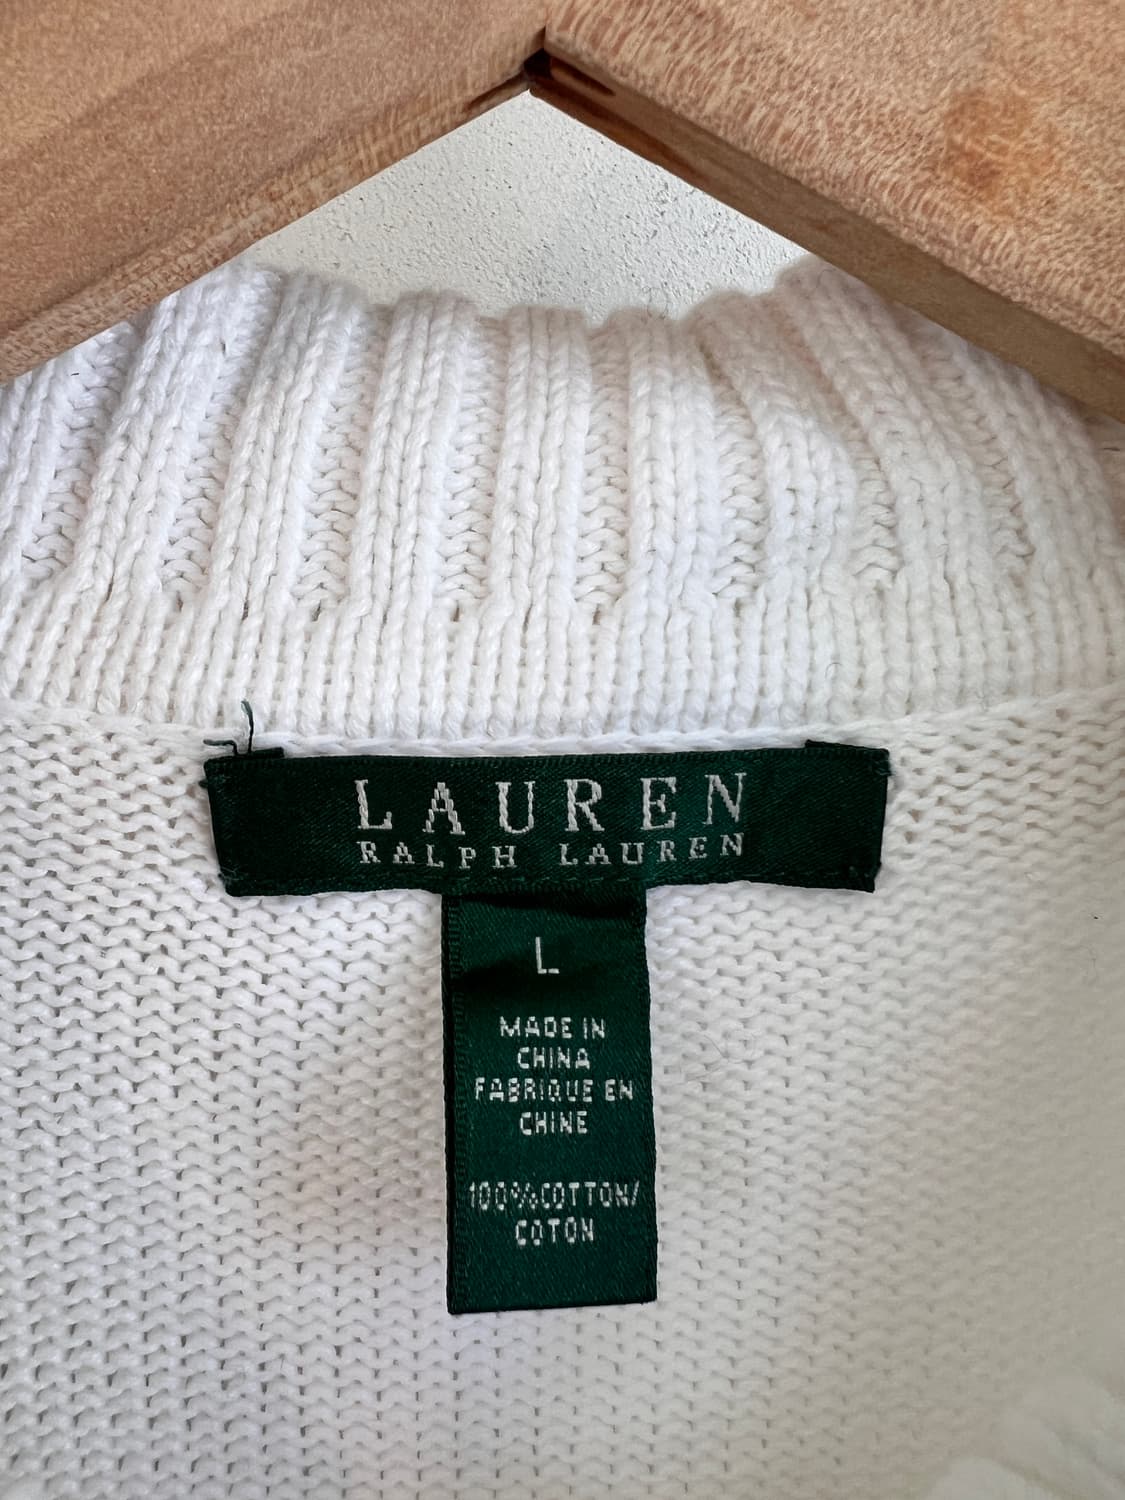 LAUREN
RALPH LAUREN
L
MADE IN
CHINA
FABRIQUE EN
CHINE
100%COTTON/
COTON